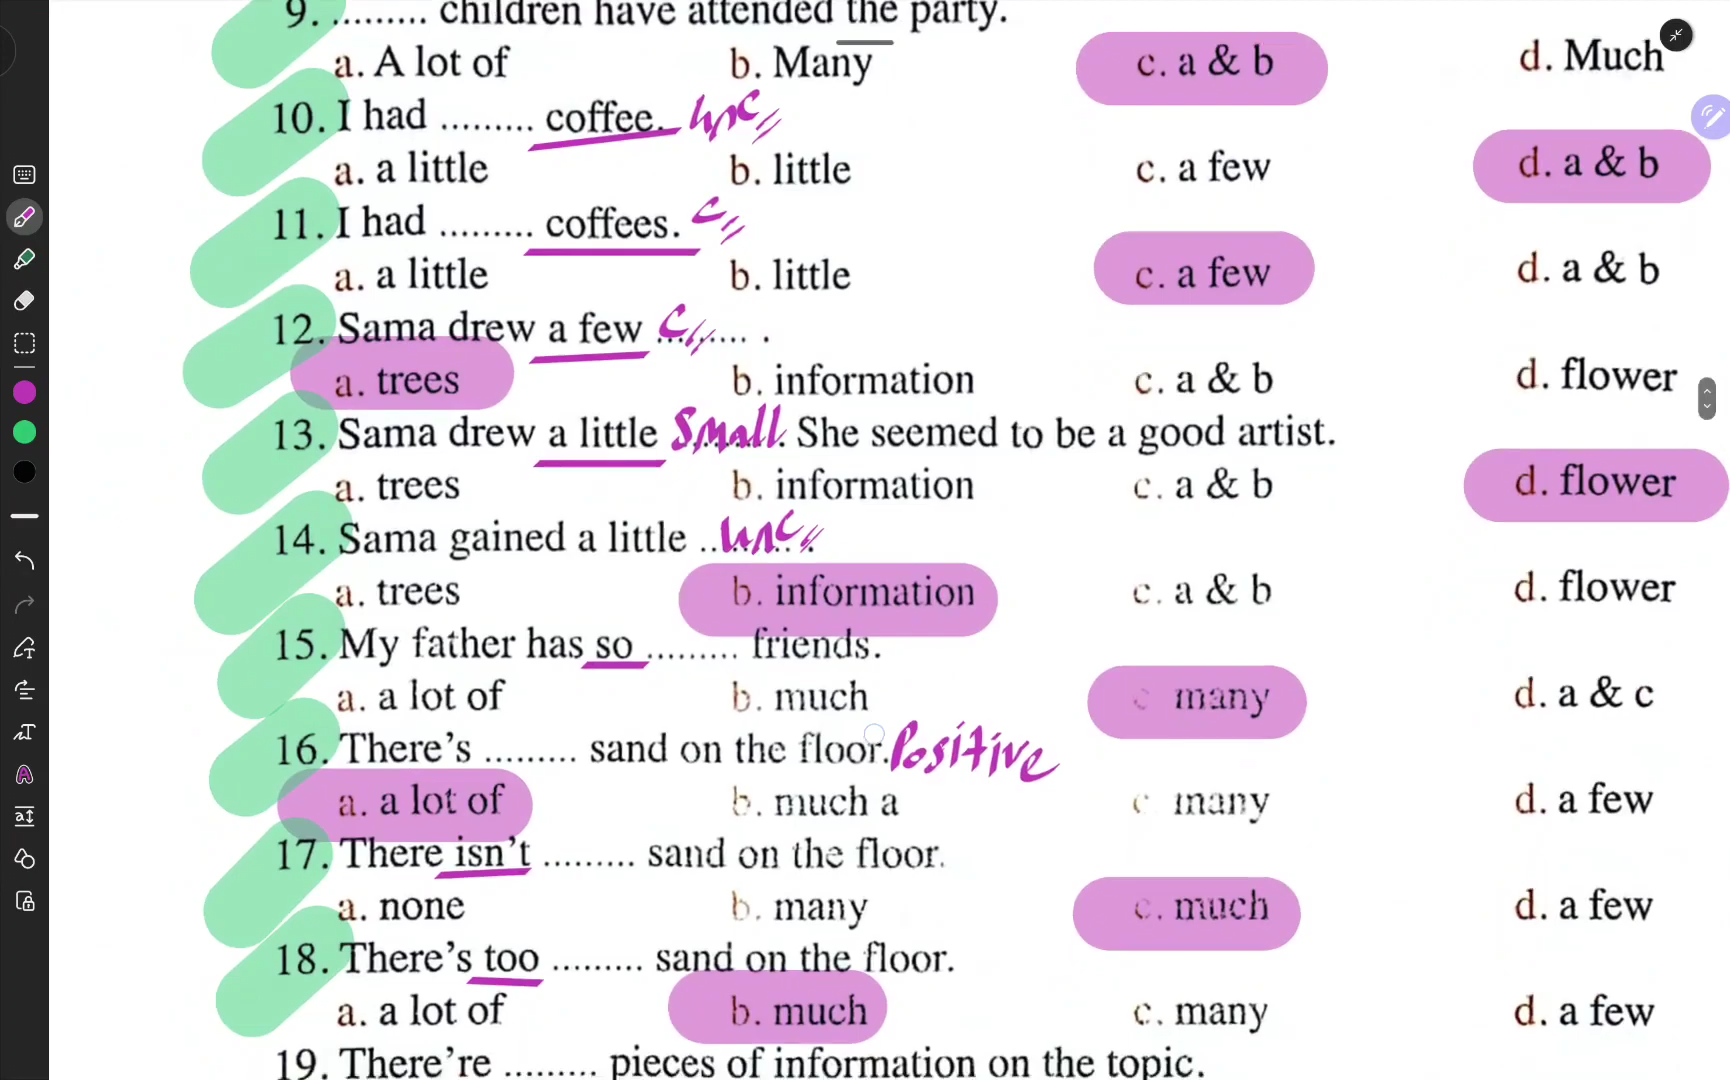 9. ......... children have attended the party.
a. A lot of b. Many c. a & b d. Much
10. I had ......... coffee. unc
a. a little b. little c. a few d. a & b
11. I had ......... coffees. c
a. a little b. little c. a few d. a & b
12. Sama drew a few c ......... .
a. trees b. information c. a & b d. flower
13. Sama drew a little small. She seemed to be a good artist.
a. trees b. information c. a & b d. flower
14. Sama gained a little ......... . unc
a. trees b. information c. a & b d. flower
15. My father has so ......... friends.
a. a lot of b. much c many d. a & c
16. There's ......... sand on the floor. Positive
a. a lot of b. much a c many d. a few
17. There isn't ......... sand on the floor.
a. none b. many c. much d. a few
18. There's too ......... sand on the floor.
a. a lot of b. much c. many d. a few
19. There're ......... pieces of information on the topic.